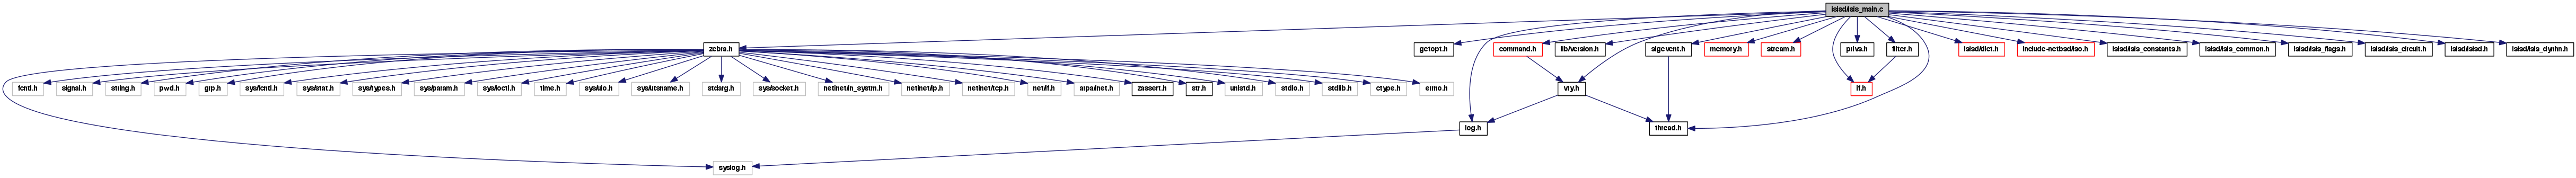 isisd/isis_main.c
zebra.h
getopt.h
command.h
lib/version.h
sigevent.h
memory.h
stream.h
privs.h
filter.h
isisd/dict.h
include-netbsd/iso.h
isisd/isis_constants.h
isisd/isis_common.h
isisd/isis_flags.h
isisd/isis_circuit.h
isisd/isisd.h
isisd/isis_dynhn.h
fcntl.h
signal.h
string.h
pwd.h
grp.h
sys/fcntl.h
sys/stat.h
sys/types.h
sys/param.h
sys/ioctl.h
time.h
sys/uio.h
sys/utsname.h
stdarg.h
sys/socket.h
netinet/in_systm.h
netinet/ip.h
netinet/tcp.h
net/if.h
arpa/inet.h
zassert.h
str.h
unistd.h
stdio.h
stdlib.h
ctype.h
errno.h
vty.h
if.h
log.h
thread.h
syslog.h